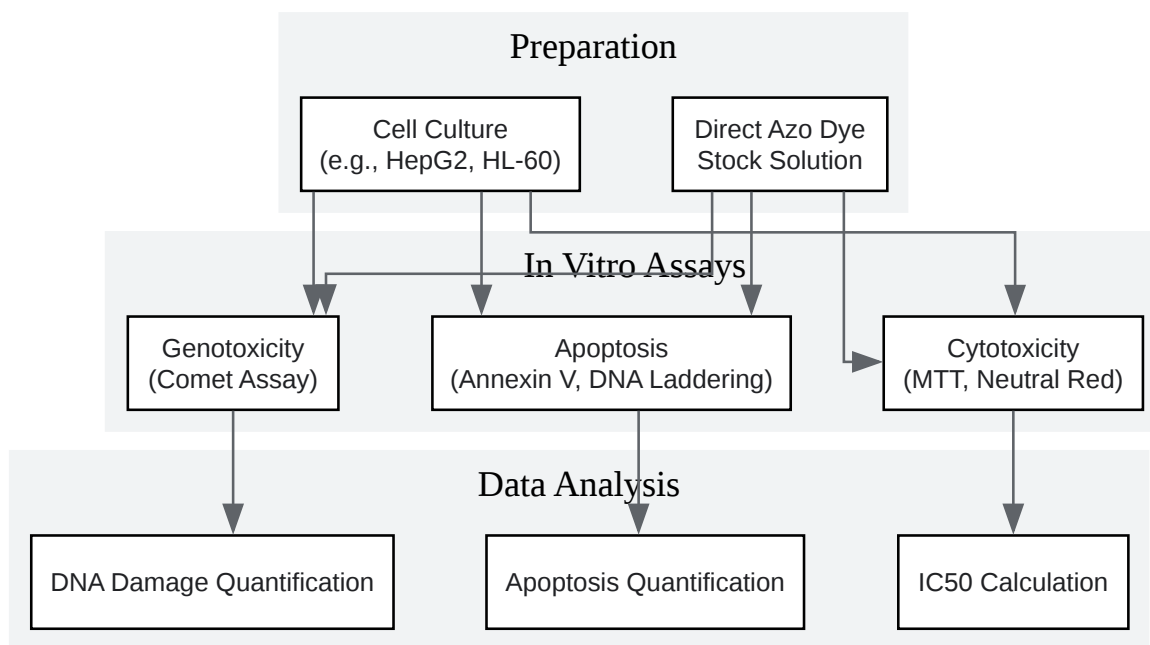 Preparation
Cell Culture
(e.g., HepG2, HL-60)
Direct Azo Dye
Stock Solution
In Vitro Assays
Genotoxicity
(Comet Assay)
Apoptosis
(Annexin V, DNA Laddering)
Cytotoxicity
(MTT, Neutral Red)
Data Analysis
DNA Damage Quantification
Apoptosis Quantification
IC50 Calculation